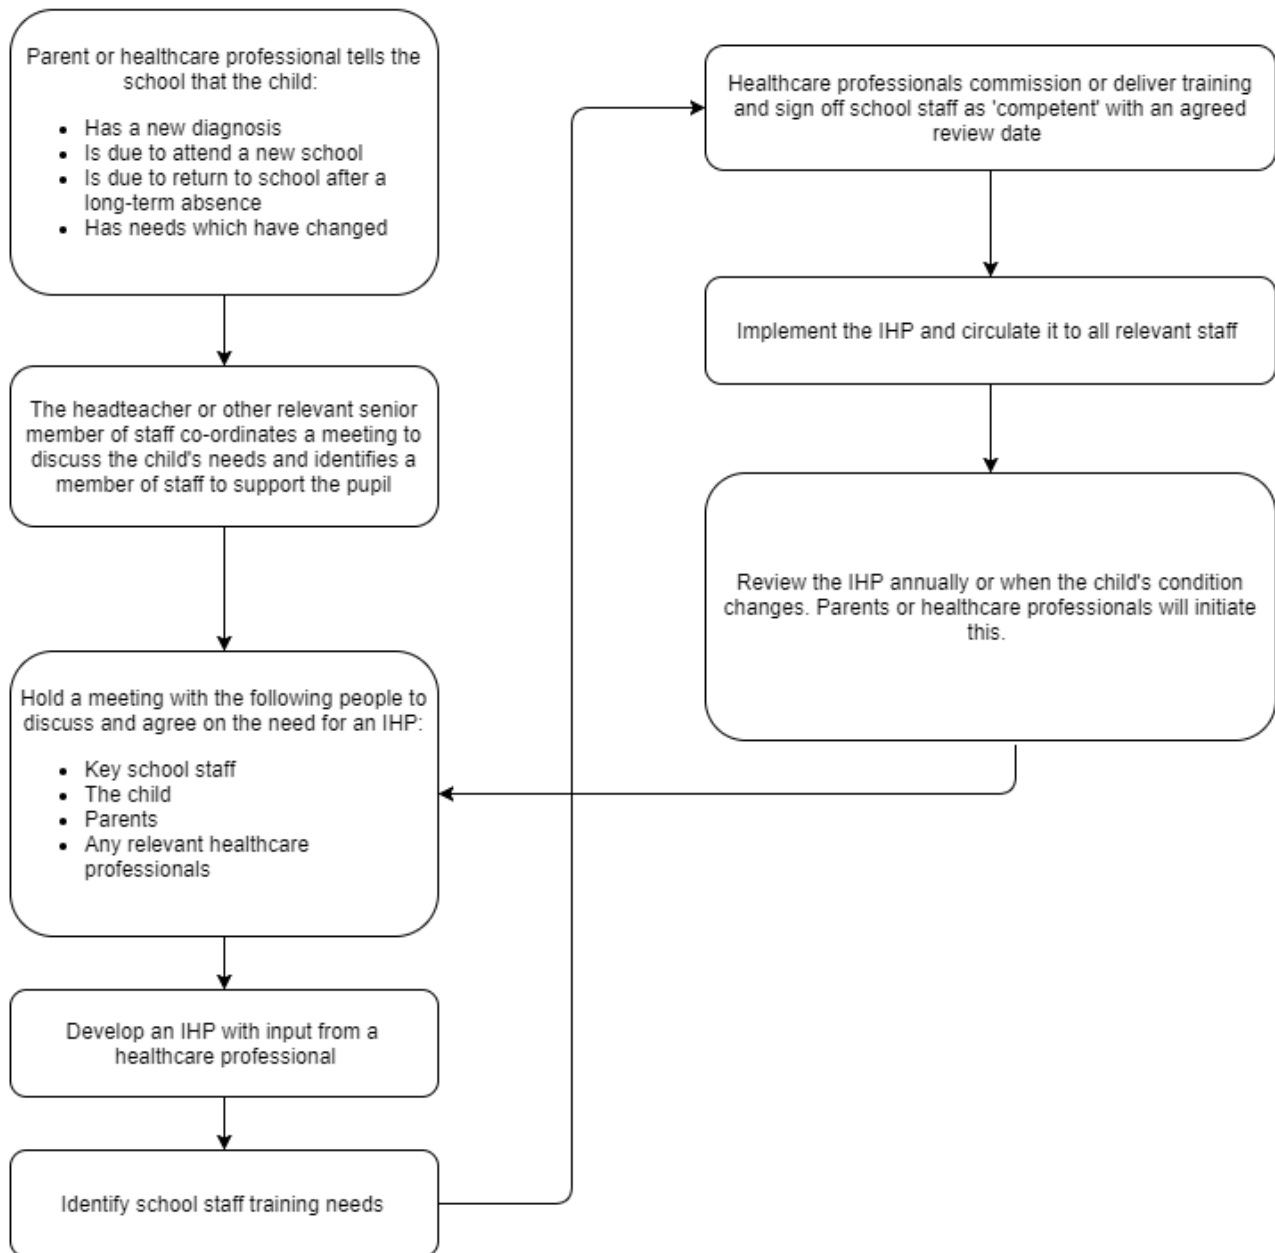 Parent or healthcare professional tells the
school that the child:
• Has a new diagnosis
• Is due to attend a new school
• Is due to return to school after a
long-term absence
• Has needs which have changed
The headteacher or other relevant senior
member of staff co-ordinates a meeting to
discuss the child's needs and identifies a
member of staff to support the pupil
Hold a meeting with the following people to
discuss and agree on the need for an IHP:
• Key school staff
• The child
• Parents
• Any relevant healthcare
professionals
Develop an IHP with input from a
healthcare professional
Identify school staff training needs
Healthcare professionals commission or deliver training
and sign off school staff as 'competent' with an agreed
review date
Implement the IHP and circulate it to all relevant staff
Review the IHP annually or when the child's condition
changes. Parents or healthcare professionals will initiate
this.